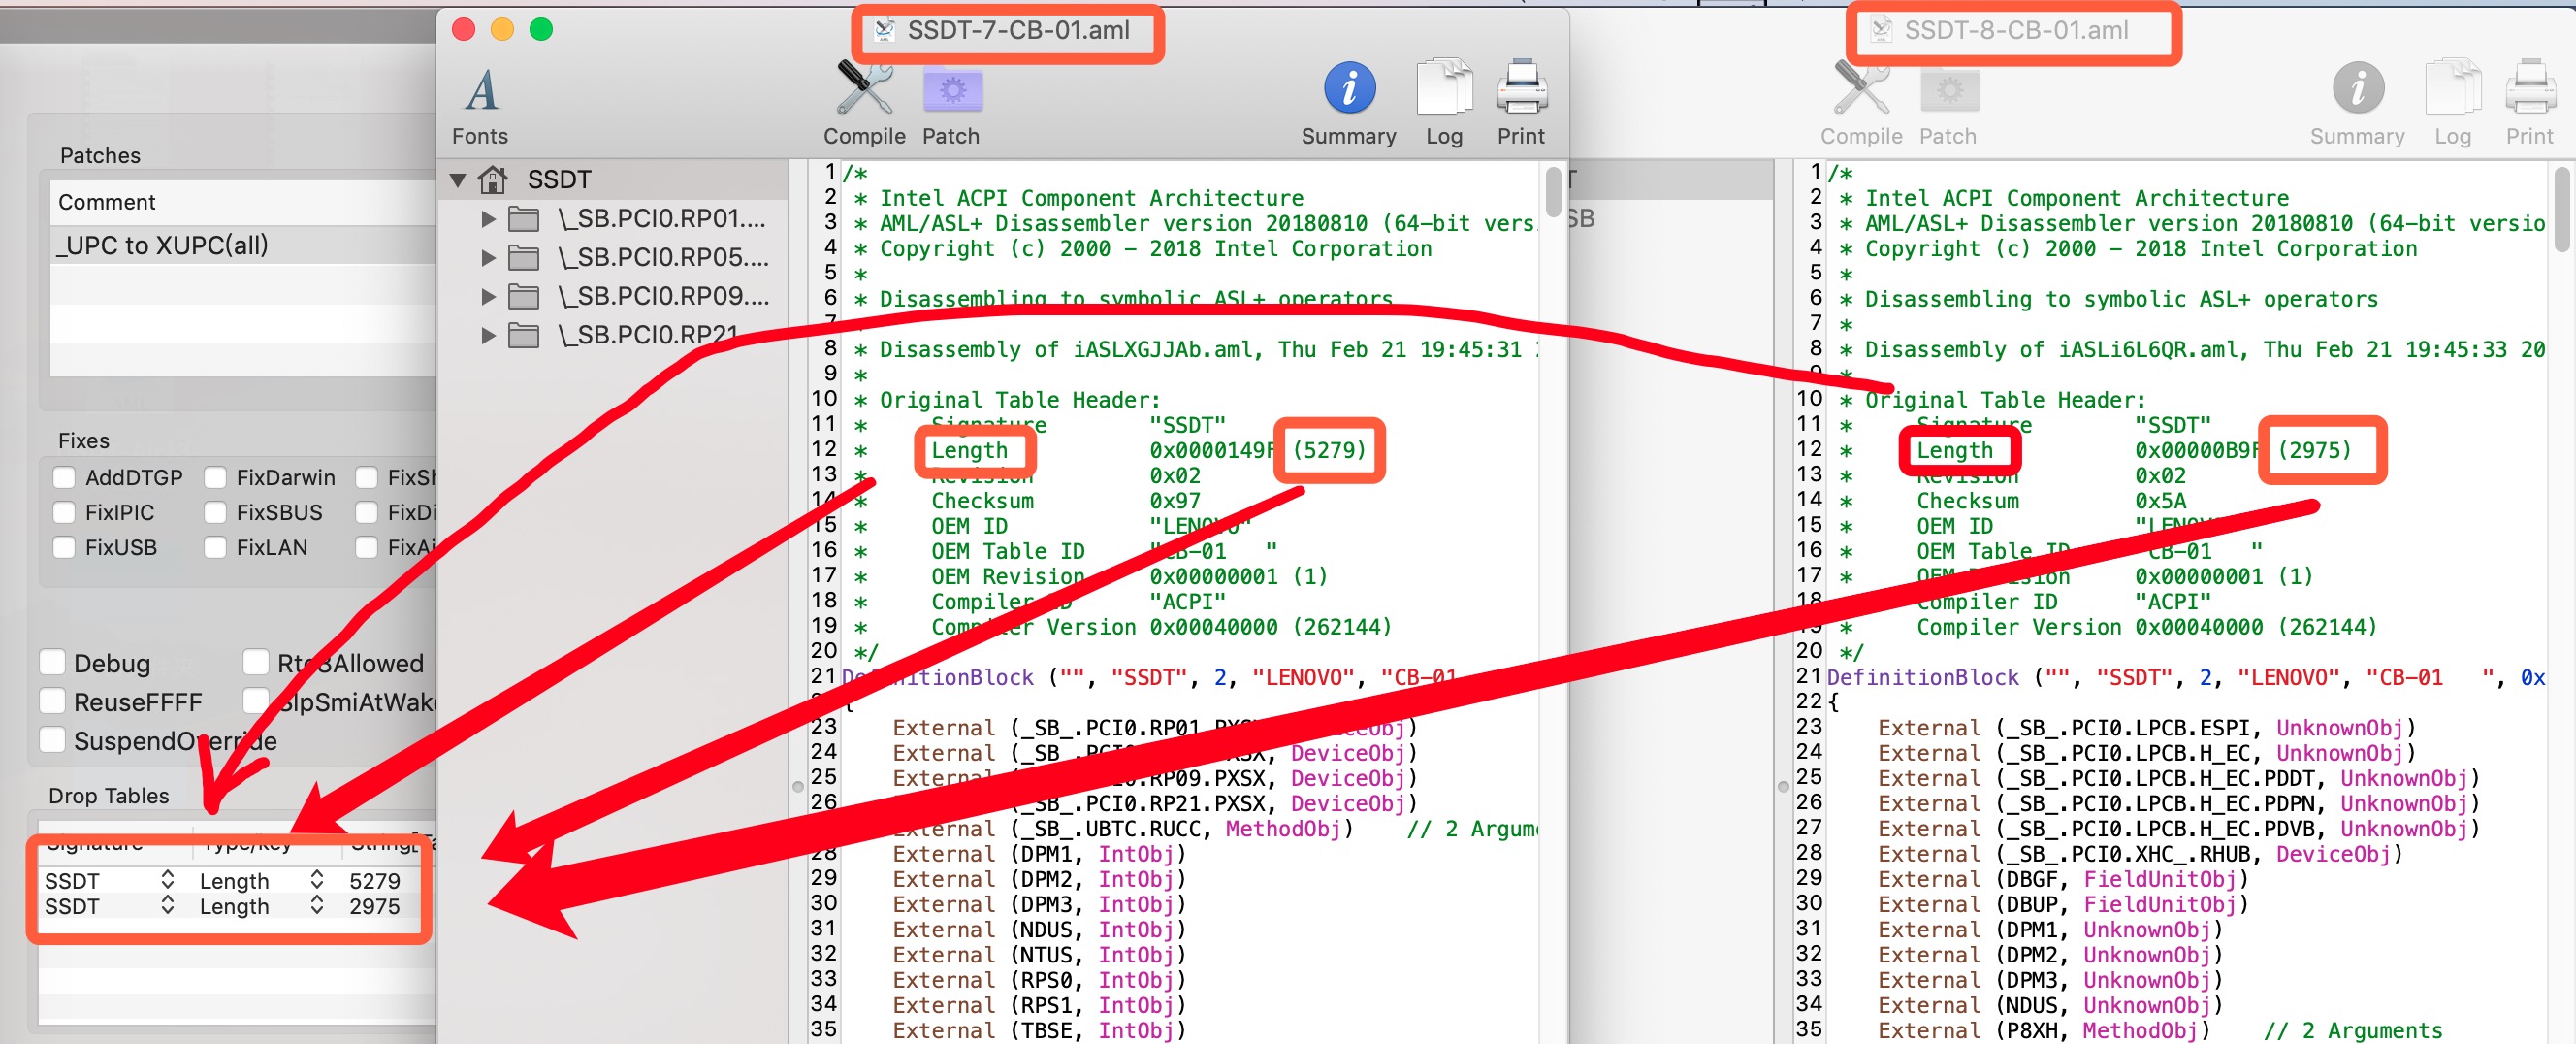 SSDT-7-CB-01.aml
Fonts
Compile Patch
Summary Log Print
SSDT-8-CB-01.aml
Compile Patch
Summary Log Print
Patches
Comment
_UPC to XUPC(all)
Fixes
AddDTGP FixDarwin
FixIPIC FixSBUS
FixUSB FixLAN
Debug
ReuseFFFF SlpSmiAtWake
SuspendOverride
Drop Tables
Signature Type/Key
SSDT Length 5279
SSDT Length 2975
SSDT
\_SB.PCI0.RP01....
\_SB.PCI0.RP05....
\_SB.PCI0.RP09....
\_SB.PCI0.RP21
1 /*
2 * Intel ACPI Component Architecture
3 * AML/ASL+ Disassembler version 20180810 (64-bit vers
4 * Copyright (c) 2000 - 2018 Intel Corporation
5 *
6 * Disassembling to symbolic ASL+ operators
7 *
8 * Disassembly of iASLXGJJAb.aml, Thu Feb 21 19:45:31
9 *
10 * Original Table Header:
11 * Signature "SSDT"
12 * Length 0x0000149F (5279)
13 * Revision 0x02
14 * Checksum 0x97
15 * OEM ID "LENOVO"
16 * OEM Table ID "CB-01   "
17 * OEM Revision 0x00000001 (1)
18 * Compiler ID "ACPI"
19 * Compiler Version 0x00040000 (262144)
20 */
21 DefinitionBlock ("", "SSDT", 2, "LENOVO", "CB-01
{
23 External (_SB_.PCI0.RP01.PXSX, DeviceObj)
24 External (_SB_.PCI0. PXSX, DeviceObj)
25 External (_SB_.PCI0.RP09.PXSX, DeviceObj)
26 (_SB_.PCI0.RP21.PXSX, DeviceObj)
External (_SB_.UBTC.RUCC, MethodObj) // 2 Argume
28 External (DPM1, IntObj)
29 External (DPM2, IntObj)
30 External (DPM3, IntObj)
31 External (NDUS, IntObj)
32 External (NTUS, IntObj)
33 External (RPS0, IntObj)
34 External (RPS1, IntObj)
35 External (TBSE, IntObj)
T
SB
1 /*
2 * Intel ACPI Component Architecture
3 * AML/ASL+ Disassembler version 20180810 (64-bit versio
4 * Copyright (c) 2000 - 2018 Intel Corporation
5 *
6 * Disassembling to symbolic ASL+ operators
7 *
8 * Disassembly of iASLi6L6QR.aml, Thu Feb 21 19:45:33 20
9 *
10 * Original Table Header:
11 * Signature "SSDT"
12 * Length 0x00000B9F (2975)
13 * Revision 0x02
14 * Checksum 0x5A
15 * OEM ID "LENOVO"
16 * OEM Table ID "CB-01   "
17 * OEM Revision 0x00000001 (1)
18 * Compiler ID "ACPI"
19 * Compiler Version 0x00040000 (262144)
20 */
21 DefinitionBlock ("", "SSDT", 2, "LENOVO", "CB-01   ", 0x
22 {
23 External (_SB_.PCI0.LPCB.ESPI, UnknownObj)
24 External (_SB_.PCI0.LPCB.H_EC, UnknownObj)
25 External (_SB_.PCI0.LPCB.H_EC.PDDT, UnknownObj)
26 External (_SB_.PCI0.LPCB.H_EC.PDPN, UnknownObj)
27 External (_SB_.PCI0.LPCB.H_EC.PDVB, UnknownObj)
28 External (_SB_.PCI0.XHC_.RHUB, DeviceObj)
29 External (DBGF, FieldUnitObj)
30 External (DBUP, FieldUnitObj)
31 External (DPM1, UnknownObj)
32 External (DPM2, UnknownObj)
33 External (DPM3, UnknownObj)
34 External (NDUS, UnknownObj)
35 External (P8XH, MethodObj) // 2 Arguments